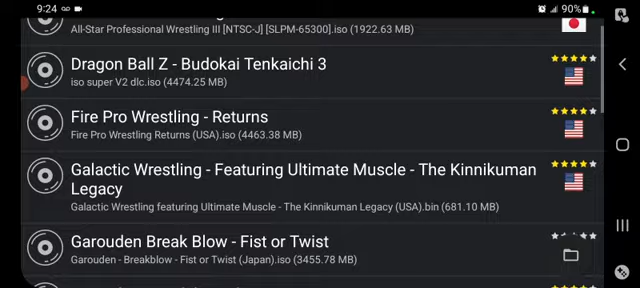 9:24
90%
All-Star Professional Wrestling III [NTSC-J] [SLPM-65300].iso (1922.63 MB)
Dragon Ball Z - Budokai Tenkaichi 3
iso super V2 dlc.iso (4474.25 MB)
Fire Pro Wrestling - Returns
Fire Pro Wrestling Returns (USA).iso (4463.38 MB)
Galactic Wrestling - Featuring Ultimate Muscle - The Kinnikuman
Legacy
Galactic Wrestling featuring Ultimate Muscle - The Kinnikuman Legacy (USA).bin (681.10 MB)
Garouden Break Blow - Fist or Twist
Garouden - Breakblow - Fist or Twist (Japan).iso (3455.78 MB)